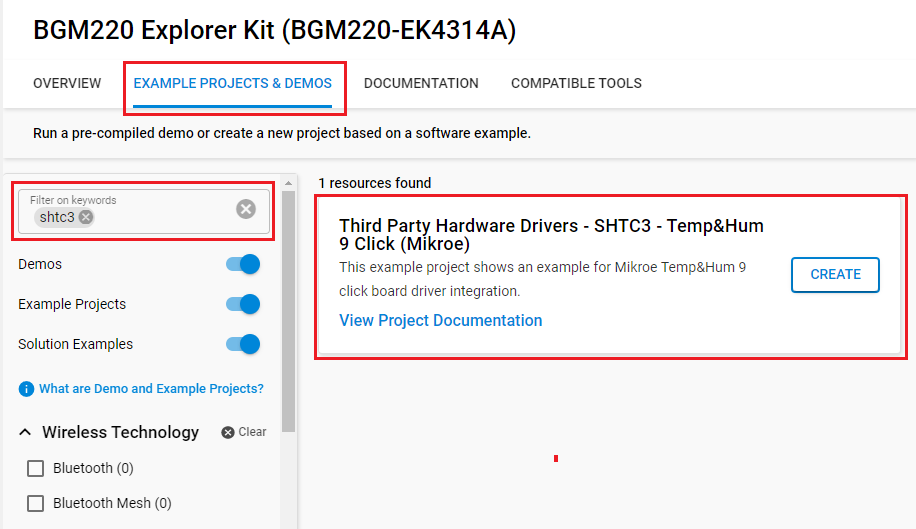 BGM220 Explorer Kit (BGM220-EK4314A)
OVERVIEW EXAMPLE PROJECTS & DEMOS DOCUMENTATION COMPATIBLE TOOLS
Run a pre-compiled demo or create a new project based on a software example.
Filter on keywords
shtc3
Demos
Example Projects
Solution Examples
What are Demo and Example Projects?
Wireless Technology Clear
Bluetooth (0)
Bluetooth Mesh (0)
1 resources found
Third Party Hardware Drivers - SHTC3 - Temp&Hum
9 Click (Mikroe)
This example project shows an example for Mikroe Temp&Hum 9
click board driver integration.
View Project Documentation
CREATE